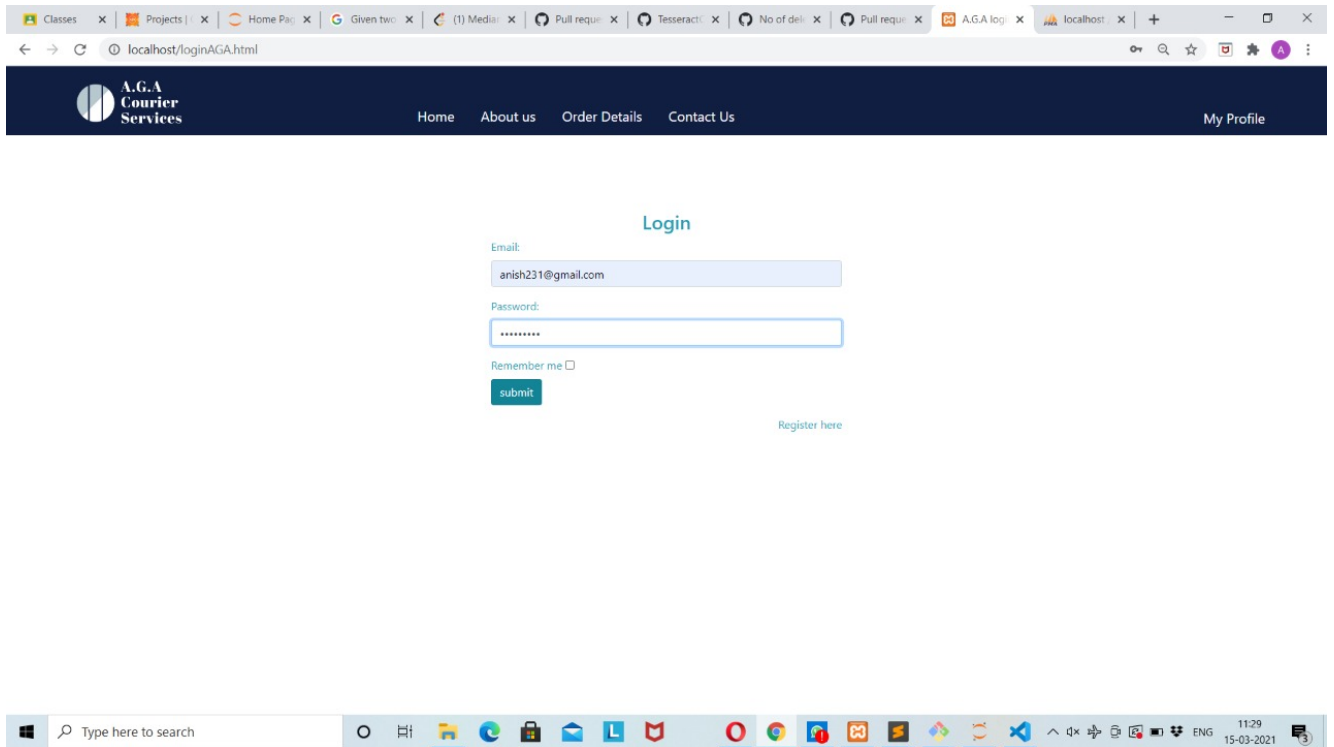 Classes Projects | Home Pag Given two (1) Median Pull reque Tesseract No of dele Pull reque A.G.A logi localhost
localhost/loginAGA.html A
A.G.A
Courier
Services
Home About us Order Details Contact Us My Profile
Login
Email:
anish231@gmail.com
Password:
•••••••••
Remember me
submit
Register here
Type here to search ENG 11:29
15-03-2021 3